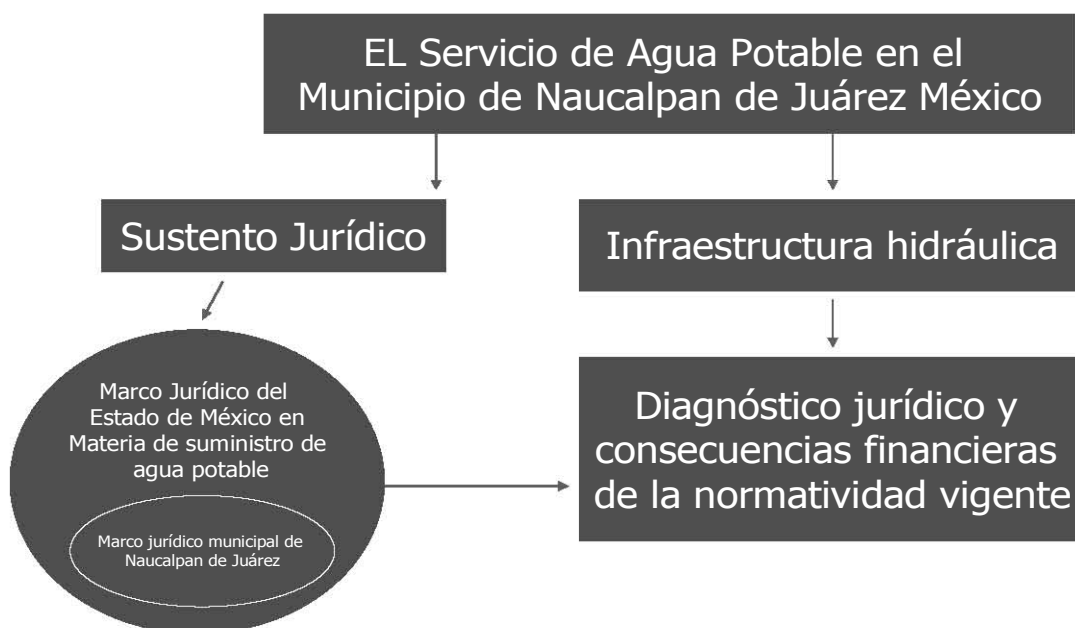 EL Servicio de Agua Potable en el
Municipio de Naucalpan de Juárez México
Sustento Jurídico
Infraestructura hidráulica
Marco Jurídico del
Estado de México en
Materia de suministro de
agua potable
Marco jurídico municipal de
Naucalpan de Juárez
Diagnóstico jurídico y
consecuencias financieras
de la normatividad vigente